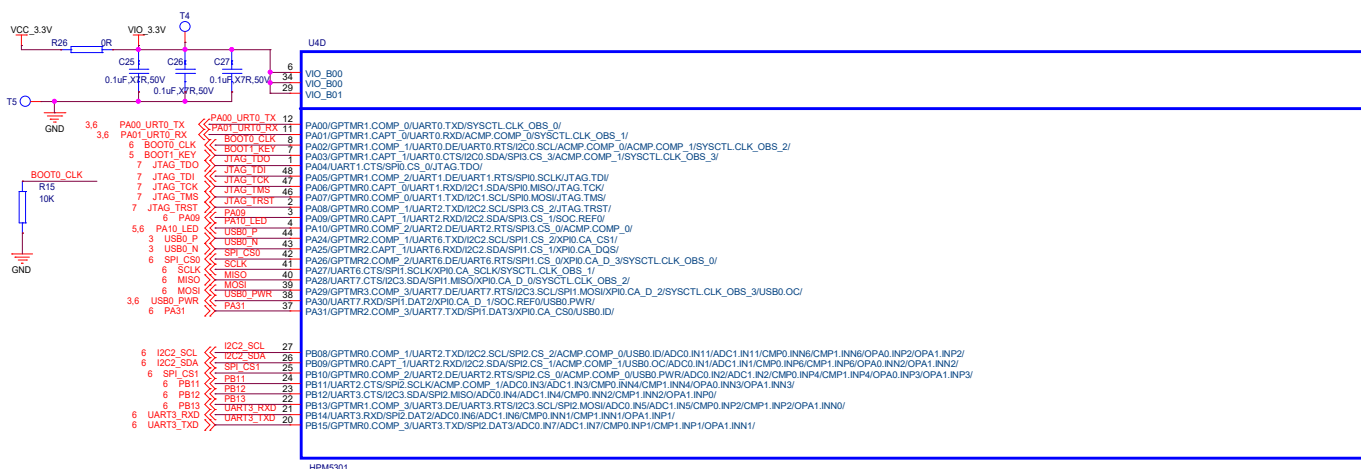 T4
VCC_3.3V
VIO_3.3V
R26
0R
U4D
C25
C26
C27
0.1uF,X7R,50V
0.1uF,X7R,50V
0.1uF,X7R,50V
T5
GND
6 VIO_B00
34 VIO_B00
29 VIO_B01
3,6 PA00_URT0_TX PA00_URT0_TX 12 PA00/GPTMR1.COMP_0/UART0.TXD/SYSCTL.CLK_OBS_0/
3,6 PA01_URT0_RX PA01_URT0_RX 11 PA01/GPTMR1.CAPT_0/UART0.RXD/ACMP.COMP_0/SYSCTL.CLK_OBS_1/
6 BOOT0_CLK BOOT0_CLK 8 PA02/GPTMR1.COMP_1/UART0.DE/UART0.RTS/I2C0.SCL/ACMP.COMP_0/ACMP.COMP_1/SYSCTL.CLK_OBS_2/
5 BOOT1_KEY BOOT1_KEY 7 PA03/GPTMR1.CAPT_1/UART0.CTS/I2C0.SDA/SPI3.CS_3/ACMP.COMP_1/SYSCTL.CLK_OBS_3/
7 JTAG_TDO JTAG_TDO 1 PA04/UART1.CTS/SPI0.CS_0/JTAG.TDO/
7 JTAG_TDI JTAG_TDI 48 PA05/GPTMR1.COMP_2/UART1.DE/UART1.RTS/SPI0.SCLK/JTAG.TDI/
7 JTAG_TCK JTAG_TCK 47 PA06/GPTMR0.CAPT_0/UART1.RXD/I2C1.SDA/SPI0.MISO/JTAG.TCK/
7 JTAG_TMS JTAG_TMS 46 PA07/GPTMR0.COMP_0/UART1.TXD/I2C1.SCL/SPI0.MOSI/JTAG.TMS/
7 JTAG_TRST JTAG_TRST 2 PA08/GPTMR0.COMP_1/UART2.TXD/I2C2.SCL/SPI3.CS_2/JTAG.TRST/
6 PA09 PA09 3 PA09/GPTMR0.CAPT_1/UART2.RXD/I2C2.SDA/SPI3.CS_1/SOC.REF0/
5,6 PA10_LED PA10_LED 4 PA10/GPTMR0.COMP_2/UART2.DE/UART2.RTS/SPI3.CS_0/ACMP.COMP_0/
3 USB0_P USB0_P 44 PA24/GPTMR2.COMP_1/UART6.TXD/I2C2.SCL/SPI1.CS_2/XPI0.CA_CS1/
3 USB0_N USB0_N 43 PA25/GPTMR2.CAPT_1/UART6.RXD/I2C2.SDA/SPI1.CS_1/XPI0.CA_DQS/
6 SPI_CS0 SPI_CS0 42 PA26/GPTMR2.COMP_2/UART6.DE/UART6.RTS/SPI1.CS_0/XPI0.CA_D_3/SYSCTL.CLK_OBS_0/
6 SCLK SCLK 41 PA27/UART6.CTS/SPI1.SCLK/XPI0.CA_SCLK/SYSCTL.CLK_OBS_1/
6 MISO MISO 40 PA28/UART7.CTS/I2C3.SDA/SPI1.MISO/XPI0.CA_D_0/SYSCTL.CLK_OBS_2/
6 MOSI MOSI 39 PA29/GPTMR3.COMP_3/UART7.DE/UART7.RTS/I2C3.SCL/SPI1.MOSI/XPI0.CA_D_2/SYSCTL.CLK_OBS_3/USB0.OC/
3,6 USB0_PWR USB0_PWR 38 PA30/UART7.RXD/SPI1.DAT2/XPI0.CA_D_1/SOC.REF0/USB0.PWR/
6 PA31 PA31 37 PA31/GPTMR2.COMP_3/UART7.TXD/SPI1.DAT3/XPI0.CA_CS0/USB0.ID/
BOOT0_CLK
R15
10K
GND
6 I2C2_SCL I2C2_SCL 27 PB08/GPTMR0.COMP_1/UART2.TXD/I2C2.SCL/SPI2.CS_2/ACMP.COMP_0/USB0.ID/ADC0.IN11/ADC1.IN11/CMP0.INN6/CMP1.INN6/OPA0.INP2/OPA1.INP2/
6 I2C2_SDA I2C2_SDA 26 PB09/GPTMR0.CAPT_1/UART2.RXD/I2C2.SDA/SPI2.CS_1/ACMP.COMP_1/USB0.OC/ADC0.IN1/ADC1.IN1/CMP0.INP6/CMP1.INP6/OPA0.INN2/OPA1.INN2/
6 SPI_CS1 SPI_CS1 25 PB10/GPTMR0.COMP_2/UART2.DE/UART2.RTS/SPI2.CS_0/ACMP.COMP_0/USB0.PWR/ADC0.IN2/ADC1.IN2/CMP0.INP4/CMP1.INP4/OPA0.INP3/OPA1.INP3/
6 PB11 PB11 24 PB11/UART2.CTS/SPI2.SCLK/ACMP.COMP_1/ADC0.IN3/ADC1.IN3/CMP0.INN4/CMP1.INN4/OPA0.INN3/OPA1.INN3/
6 PB12 PB12 23 PB12/UART3.CTS/I2C3.SDA/SPI2.MISO/ADC0.IN4/ADC1.IN4/CMP0.INN2/CMP1.INN2/OPA1.INP0/
6 PB13 PB13 22 PB13/GPTMR1.COMP_3/UART3.DE/UART3.RTS/I2C3.SCL/SPI2.MOSI/ADC0.IN5/ADC1.IN5/CMP0.INP2/CMP1.INP2/OPA1.INN0/
6 UART3_RXD UART3_RXD 21 PB14/UART3.RXD/SPI2.DAT2/ADC0.IN6/ADC1.IN6/CMP0.INN1/CMP1.INN1/OPA1.INP1/
6 UART3_TXD UART3_TXD 20 PB15/GPTMR0.COMP_3/UART3.TXD/SPI2.DAT3/ADC0.IN7/ADC1.IN7/CMP0.INP1/CMP1.INP1/OPA1.INN1/
HPM5301